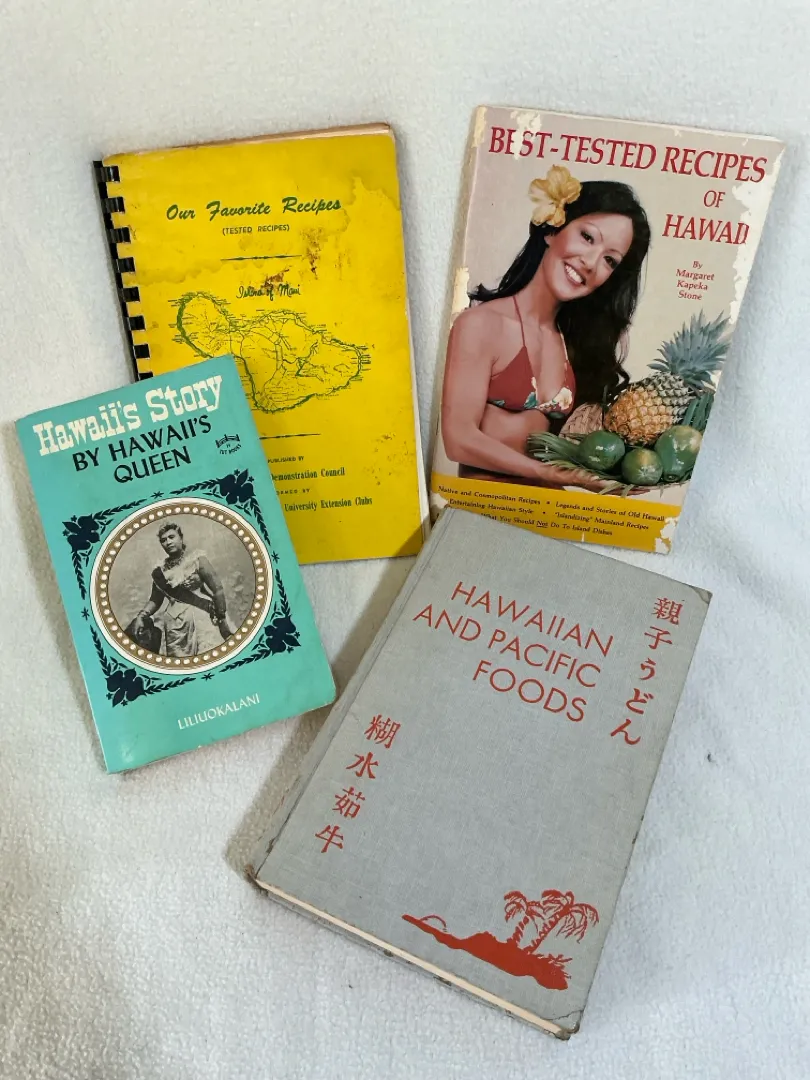 Our Favorite Recipes
(TESTED RECIPES)
Island of Maui
PUBLISHED BY
Demonstration Council
University Extension Clubs
BEST-TESTED RECIPES
OF
HAWAII
By
Margaret
Kapeka
Stone
Native and Cosmopolitan Recipes • Legends and Stories of Old Hawaii
Entertaining Hawaiian Style • "Islandizing" Mainland Recipes
What You Should Not Do To Island Dishes
Hawaii's Story
BY HAWAII'S
QUEEN
LILIUOKALANI
HAWAIIAN
AND PACIFIC
FOODS
親子うどん
糊水茹牛